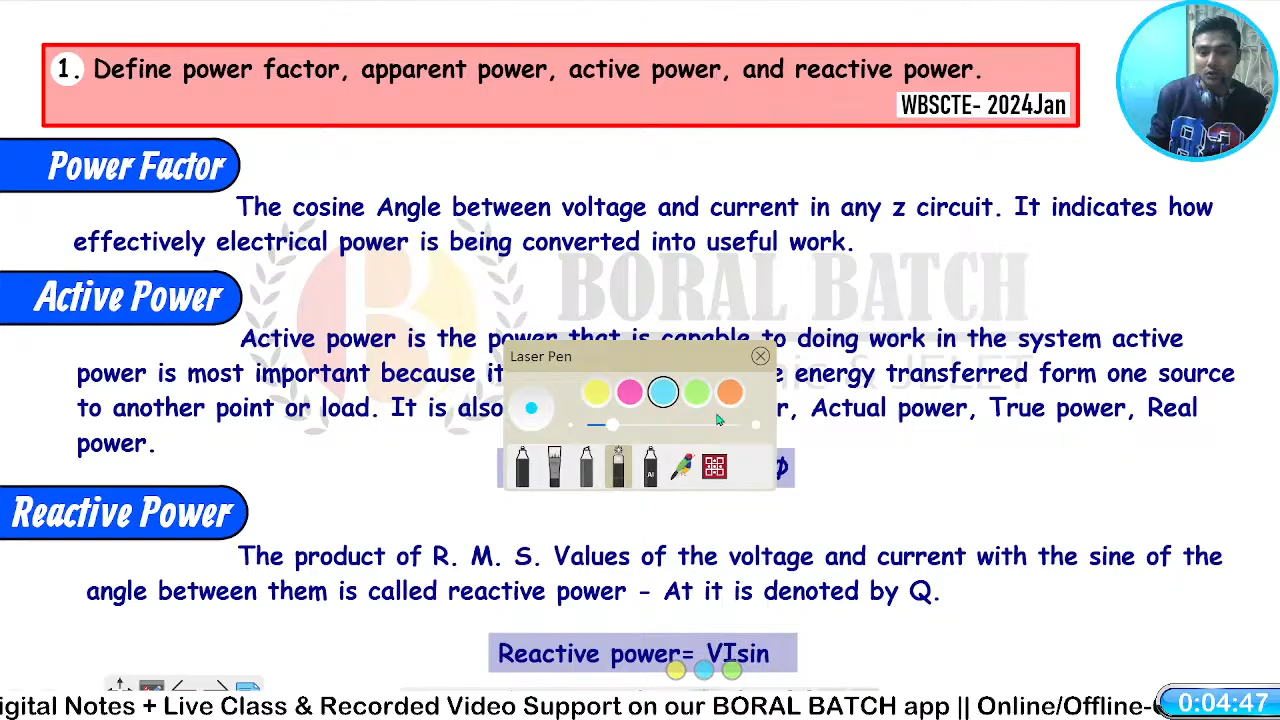 1. Define power factor, apparent power, active power, and reactive power.
WBSCTE- 2024Jan
Power Factor
The cosine Angle between voltage and current in any z circuit. It indicates how
effectively electrical power is being converted into useful work.
BORAL BATCH
Active Power
Active power is the power that is capable to doing work in the system active
power is most important because it e energy transferred form one source
to another point or load. It is also r, Actual power, True power, Real
power.
Laser Pen
AI
ϕ
Reactive Power
The product of R. M. S. Values of the voltage and current with the sine of the
angle between them is called reactive power - At it is denoted by Q.
Reactive power= VIsin
igital Notes + Live Class & Recorded Video Support on our BORAL BATCH app || Online/Offline-
0:04:47